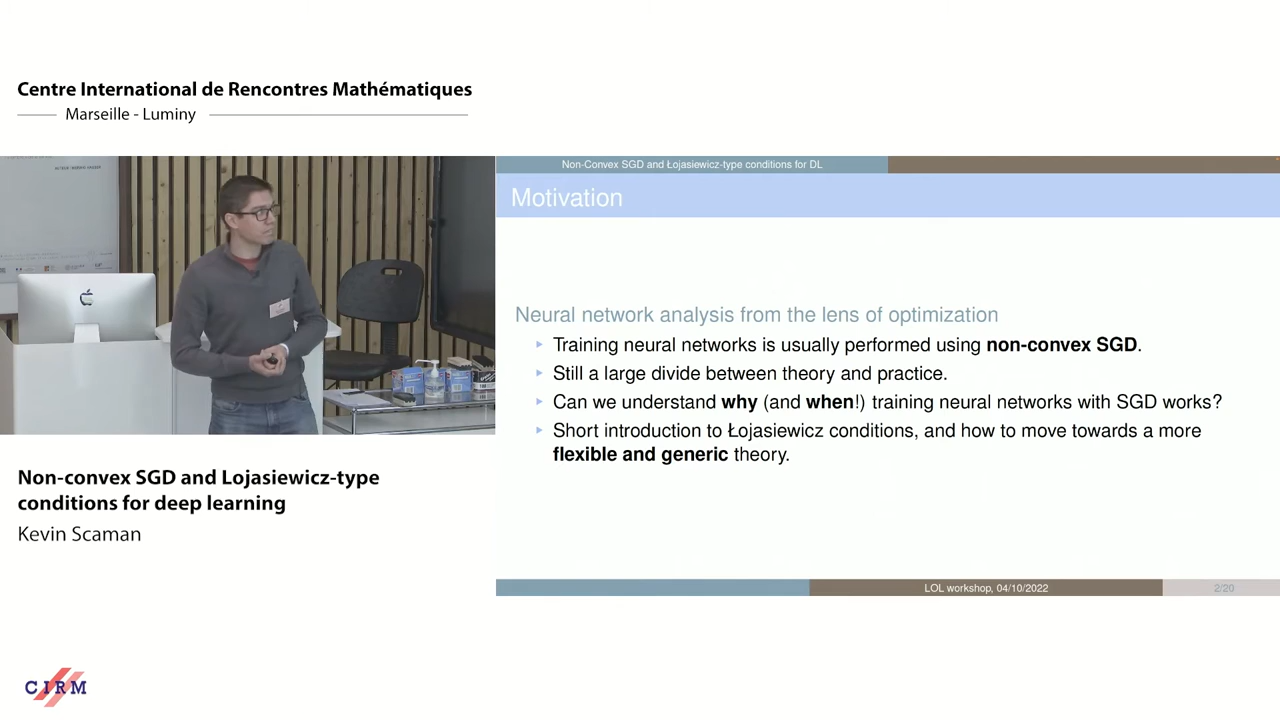 Centre International de Rencontres Mathématiques
Marseille - Luminy
Non-convex SGD and Lojasiewicz-type
conditions for deep learning
Kevin Scaman
CIRM
Non-Convex SGD and Łojasiewicz-type conditions for DL
Motivation
Neural network analysis from the lens of optimization
Training neural networks is usually performed using non-convex SGD.
Still a large divide between theory and practice.
Can we understand why (and when!) training neural networks with SGD works?
Short introduction to Łojasiewicz conditions, and how to move towards a more
flexible and generic theory.
LOL workshop, 04/10/2022
2/20